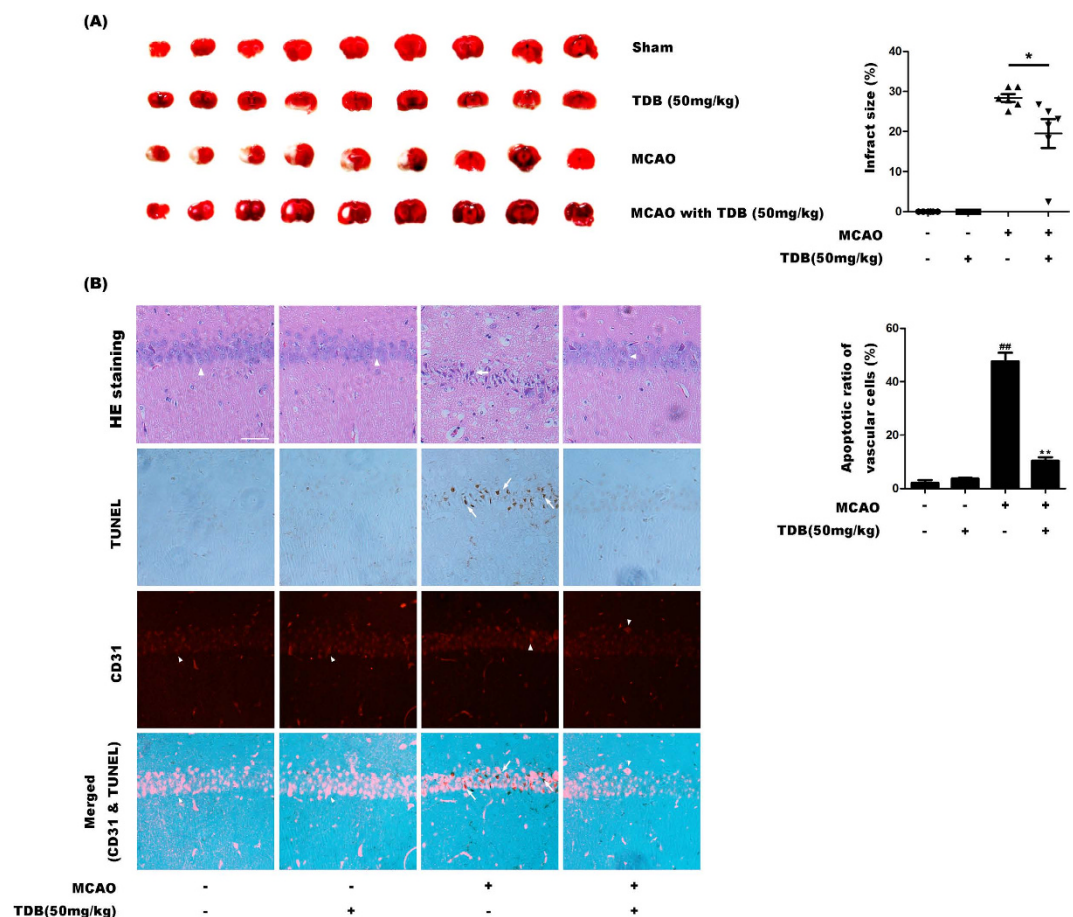 (A)
Sham
TDB (50mg/kg)
MCAO
MCAO with TDB (50mg/kg)
Infract size (%)
40
30
20
10
0
*
MCAO - - + +
TDB(50mg/kg) - + - +
(B)
HE staining
TUNEL
CD31
Merged
(CD31 & TUNEL)
MCAO - - + +
TDB(50mg/kg) - + - +
Apoptotic ratio of
vascular cells (%)
60
40
20
0
##
**
MCAO - - + +
TDB(50mg/kg) - + - +